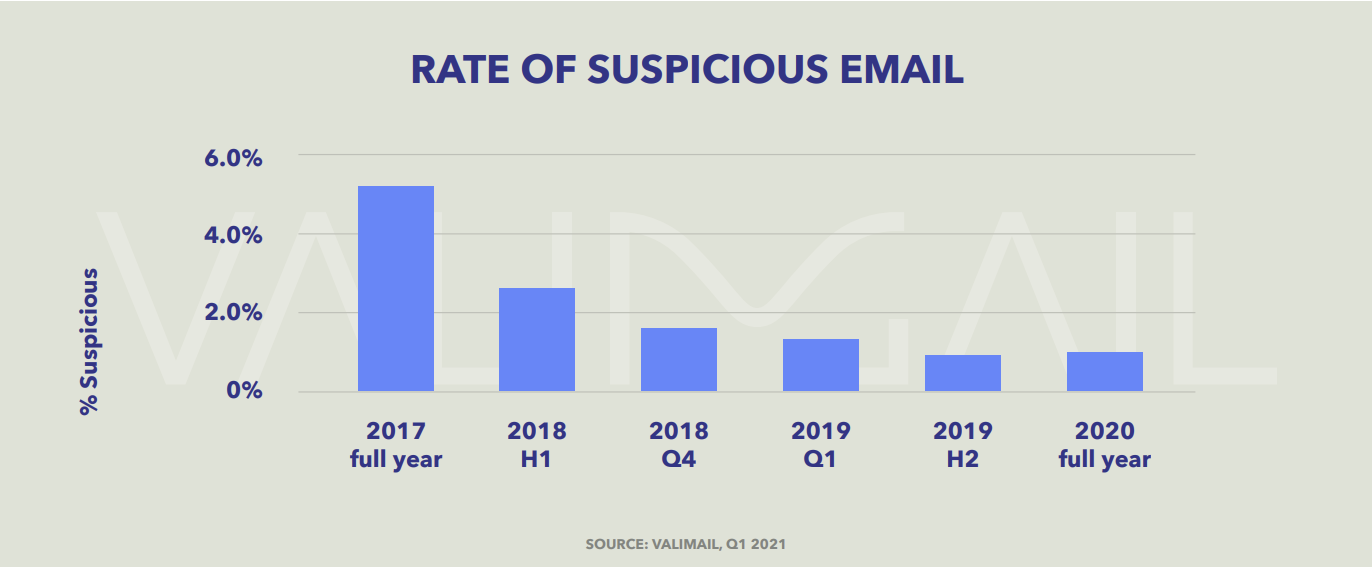 RATE OF SUSPICIOUS EMAIL
6.0%
4.0%
2.0%
0%
% Suspicious
VALIMAIL
2017
full year
2018
H1
2018
Q4
2019
Q1
2019
H2
2020
full year
SOURCE: VALIMAIL, Q1 2021